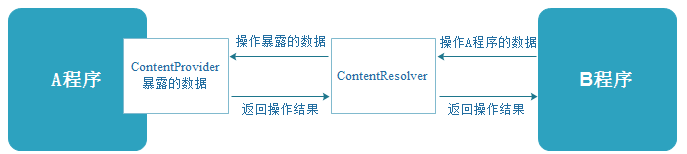 A程序
ContentProvider
暴露的数据
操作暴露的数据
返回操作结果
ContentResolver
操作A程序的数据
返回操作结果
B程序